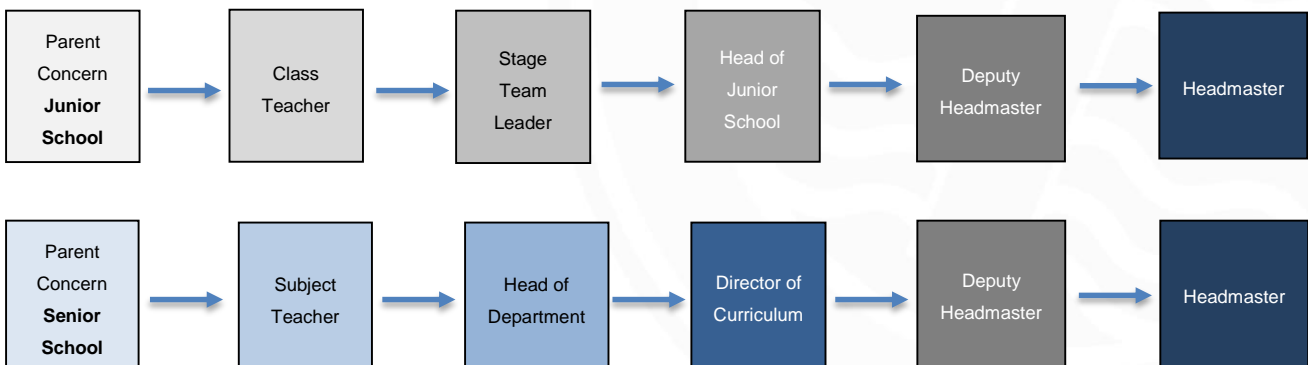 Parent
Concern
Junior
School
Class
Teacher
Stage
Team
Leader
Head of
Junior
School
Deputy
Headmaster
Headmaster
Parent
Concern
Senior
School
Subject
Teacher
Head of
Department
Director of
Curriculum
Deputy
Headmaster
Headmaster